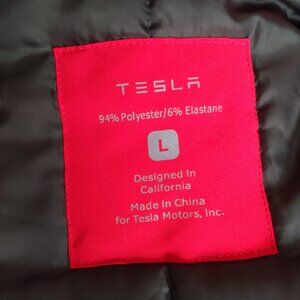 TESLA
94% Polyester/6% Elastane
L
Designed in
California
Made In China
for Tesla Motors, Inc.